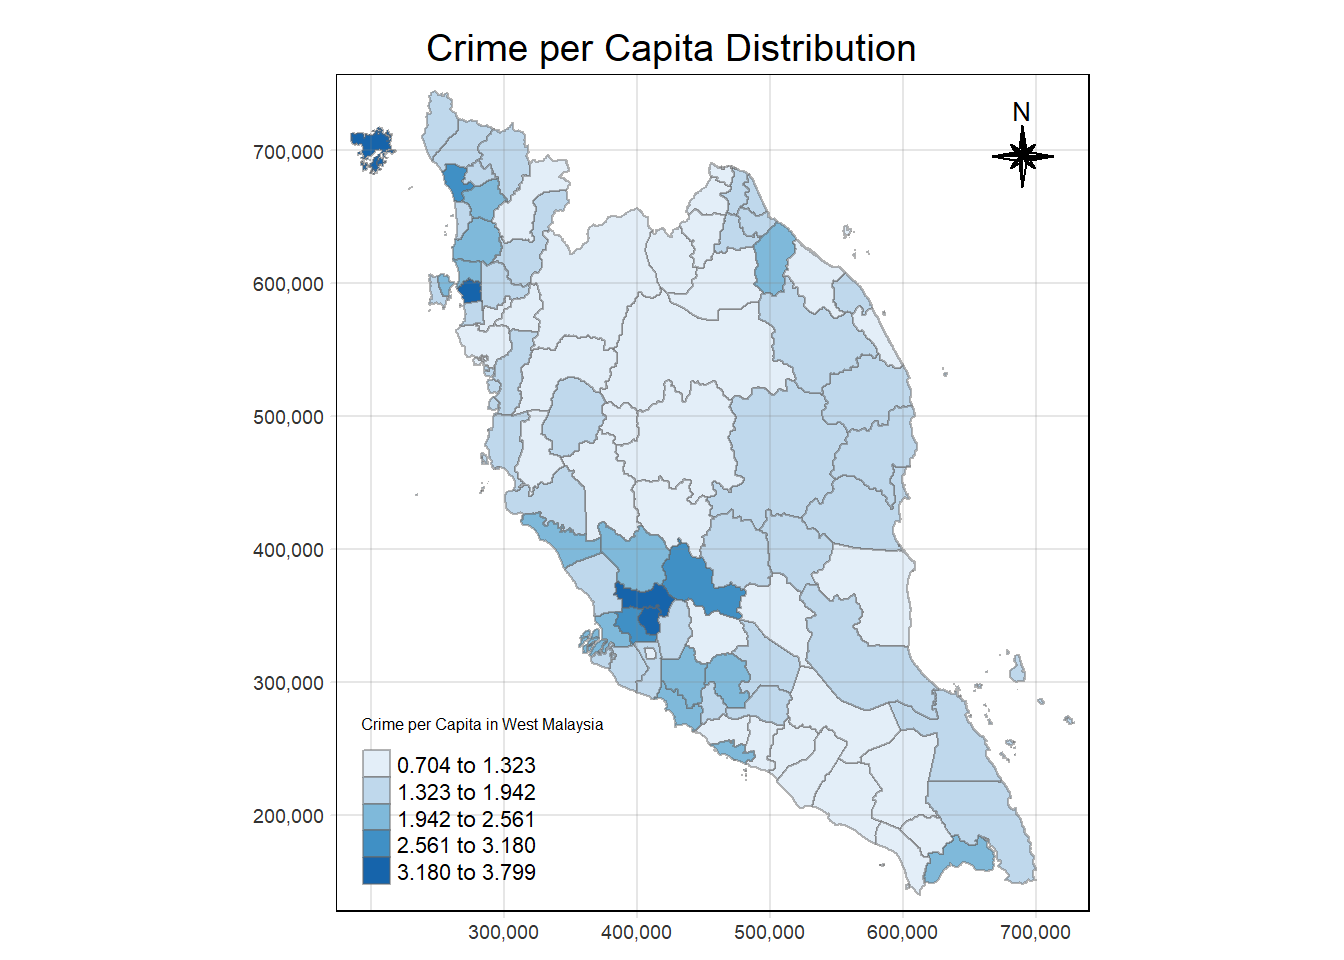 Crime per Capita Distribution
N
700,000
600,000
500,000
400,000
300,000
200,000
Crime per Capita in West Malaysia
0.704 to 1.323
1.323 to 1.942
1.942 to 2.561
2.561 to 3.180
3.180 to 3.799
300,000 400,000 500,000 600,000 700,000